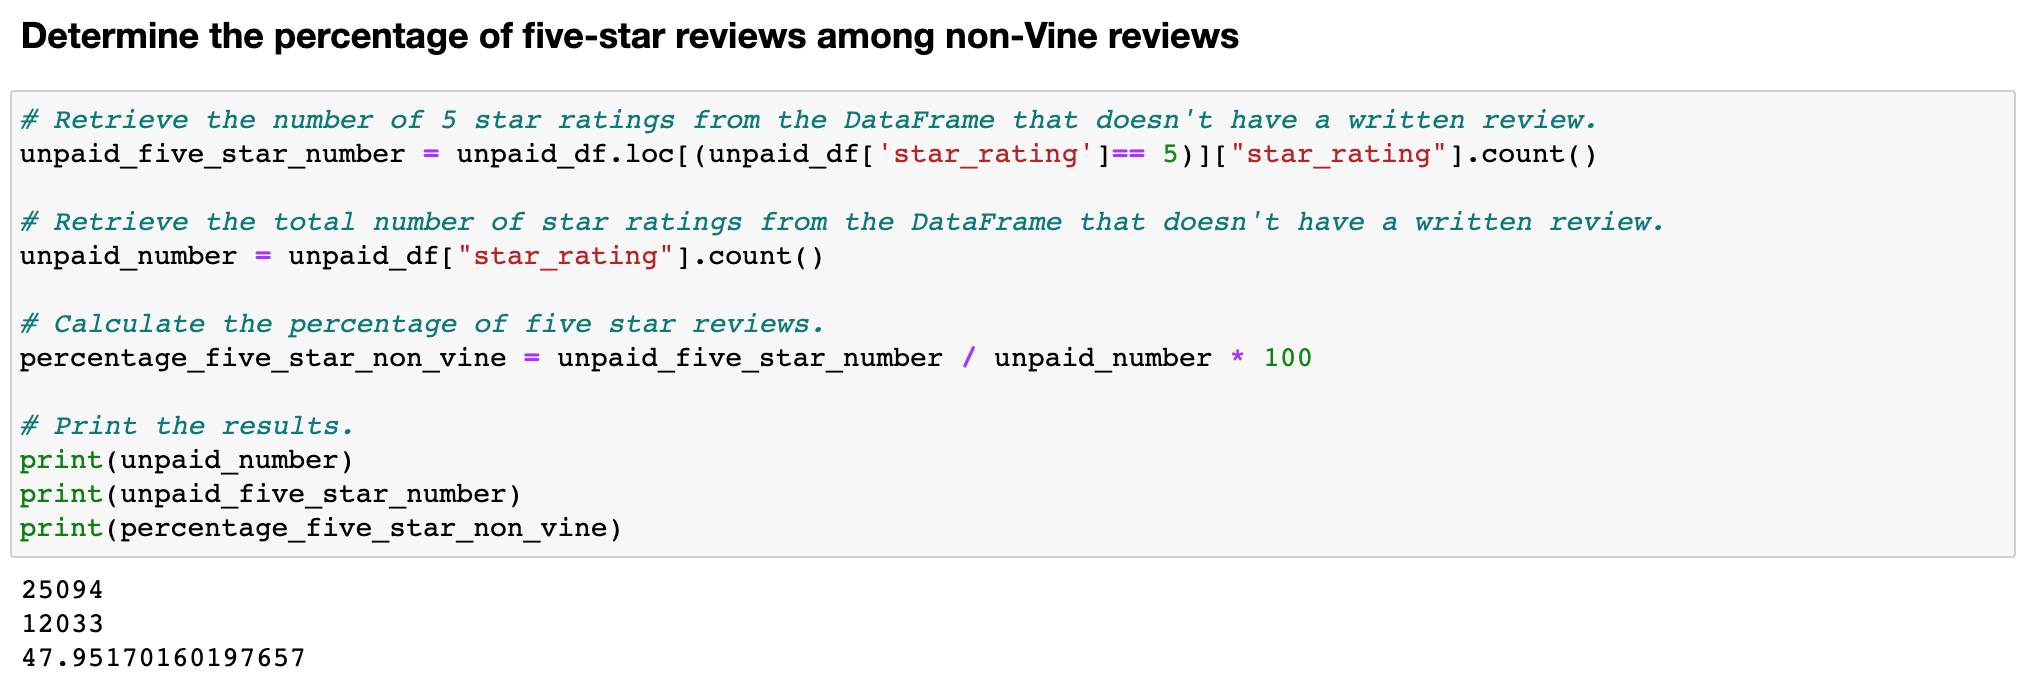 Determine the percentage of five-star reviews among non-Vine reviews
# Retrieve the number of 5 star ratings from the DataFrame that doesn't have a written review.
unpaid_five_star_number = unpaid_df.loc[(unpaid_df['star_rating']== 5)]["star_rating"].count()
# Retrieve the total number of star ratings from the DataFrame that doesn't have a written review.
unpaid_number = unpaid_df["star_rating"].count()
# Calculate the percentage of five star reviews.
percentage_five_star_non_vine = unpaid_five_star_number / unpaid_number * 100
# Print the results.
print(unpaid_number)
print(unpaid_five_star_number)
print(percentage_five_star_non_vine)
25094
12033
47.95170160197657